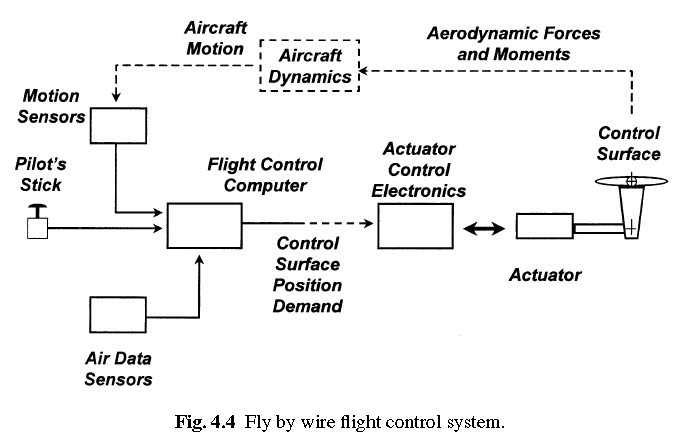 Aircraft
Motion
Aircraft
Dynamics
Aerodynamic Forces
and Moments
Motion
Sensors
Control
Surface
Pilot's
Stick
Flight Control
Computer
Actuator
Control
Electronics
Control
Surface
Position
Demand
Actuator
Air Data
Sensors
Fig. 4.4 Fly by wire flight control system.